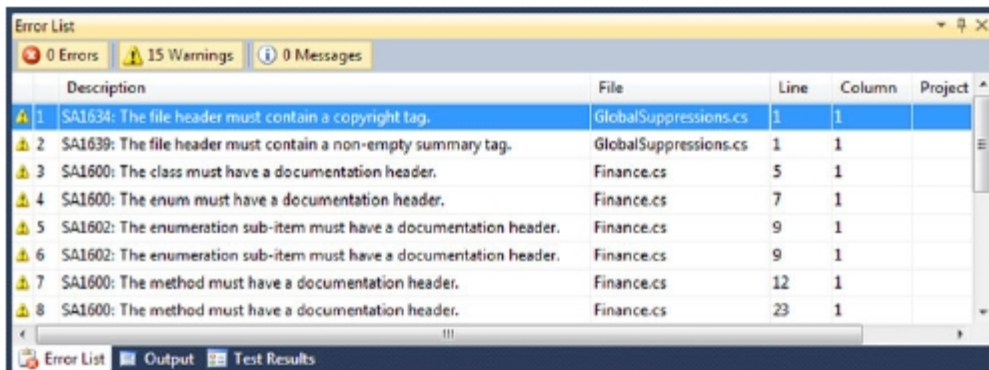 Error List
0 Errors 15 Warnings 0 Messages
Description File Line Column Project
1 SA1634: The file header must contain a copyright tag. GlobalSuppressions.cs 1 1
2 SA1639: The file header must contain a non-empty summary tag. GlobalSuppressions.cs 1 1
3 SA1600: The class must have a documentation header. Finance.cs 5 1
4 SA1600: The enum must have a documentation header. Finance.cs 7 1
5 SA1602: The enumeration sub-item must have a documentation header. Finance.cs 9 1
6 SA1602: The enumeration sub-item must have a documentation header. Finance.cs 9 1
7 SA1600: The method must have a documentation header. Finance.cs 12 1
8 SA1600: The method must have a documentation header. Finance.cs 23 1
Error List Output Test Results